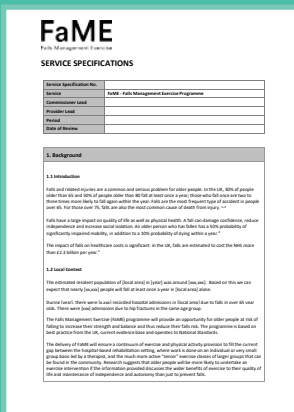 FaME
Falls Management Exercise
SERVICE SPECIFICATIONS
Service Specification No.
Service FaME - Falls Management Exercise Programme
Commissioner Lead
Provider Lead
Period
Date of Review
1. Background
1.1 Introduction
Falls and related injuries are a common and serious problem for older people. In the UK, 30% of people
older than 65 and 50% of people older than 80 fall at least once a year; those who fall once are two to
three times more likely to fall again within the year. Falls are the most frequent type of accident in people
over 65. For those over 75, falls are also the most common cause of death from injury.
Falls have a large impact on quality of life as well as physical health. A fall can damage confidence, reduce
independence and increase social isolation. An older person who has fallen has a 50% probability of
significantly impaired mobility, in addition to a 10% probability of dying within a year.
The impact of falls on healthcare costs is significant: in the UK, falls are estimated to cost the NHS more
than £2.3 billion per year.
1.2 Local Context
The estimated resident population of [local area] in [year] was around [xxx,xxx]. Based on this we can
expect that nearly [xx,xxx] people will fall at least once a year in [local area] alone.
During [year], there were [x,xxx] recorded hospital admissions in [local area] due to falls in over 65 year
olds. There were [xxx] admissions due to hip fractures in the same age group.
The Falls Management Exercise (FaME) programme will provide an opportunity for older people at risk of
falling to increase their strength and balance and thus reduce their falls risk. The programme is based on
best practice from the UK, current evidence-base and operates to National Standards.
The delivery of FaME will ensure a continuum of exercise and physical activity provision to fill the current
gap between the hospital-based rehabilitation setting, where work is done on an individual or very small
group basis led by a therapist, and the much more active "senior" exercise classes of larger groups that can
be found in the community. Research suggests that older people will be more likely to undertake an
exercise intervention if the information provided discusses the wider benefits of exercise to their quality of
life and maintenance of independence and autonomy than just to prevent falls.